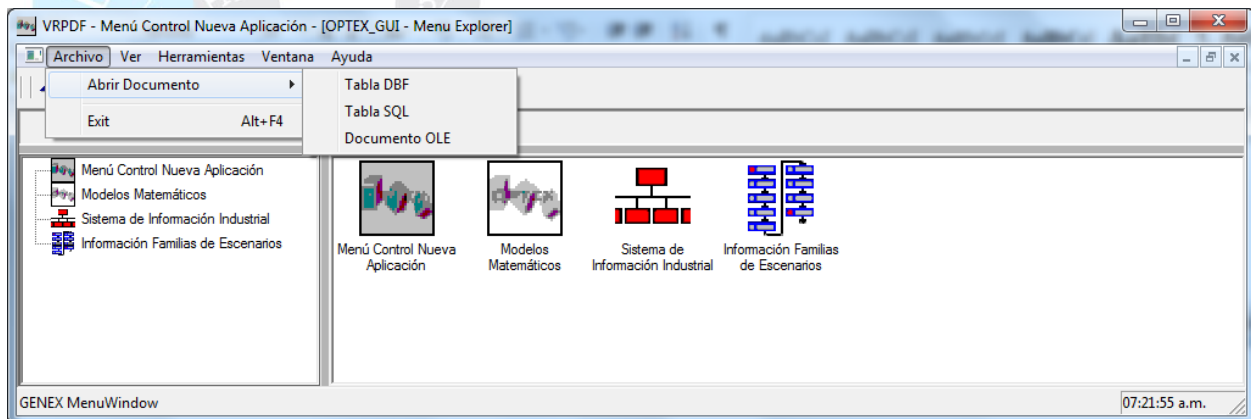 VRPDF - Menú Control Nueva Aplicación - [OPTEX_GUI - Menu Explorer]
Archivo Ver Herramientas Ventana Ayuda
Abrir Documento
Exit Alt+F4
Tabla DBF
Tabla SQL
Documento OLE
Menú Control Nueva Aplicación
Modelos Matemáticos
Sistema de Información Industrial
Información Familias de Escenarios
Menú Control Nueva
Aplicación
Modelos
Matemáticos
Sistema de
Información Industrial
Información Familias
de Escenarios
GENEX MenuWindow
07:21:55 a.m.